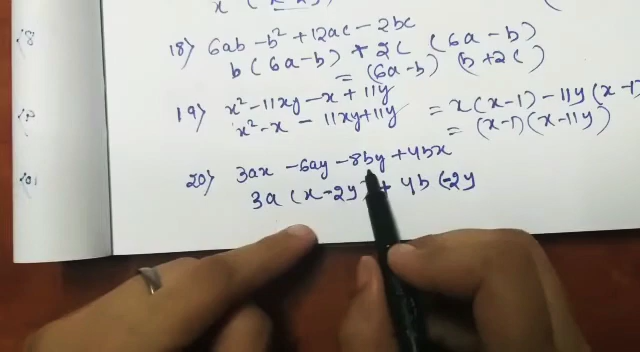 x (
18) 6ab - b² + 12ac - 2bc
b (6a-b) + 2c (6a-b)
= (6a-b) (b+2c)
19) x² - 11xy - x + 11y
x² - x - 11xy + 11y = x(x-1) - 11y(x-1)
= (x-1)(x-11y)
20) 3ax - 6ay - 8by + 4bx
3a (x-2y) + 4b (-2y